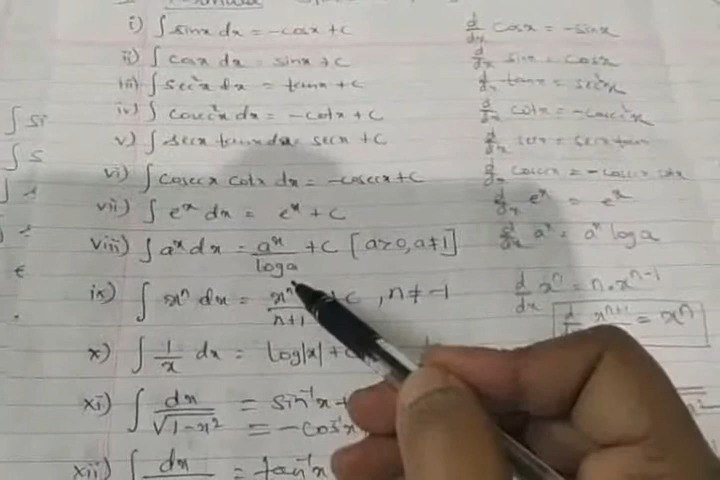 i) ∫ sinx dx = -cosx + c    d/dx cosx = -sinx
ii) ∫ cosx dx = sinx + c    d/dx sinx = cosx
iii) ∫ sec²x dx = tanx + c    d/dx tanx = sec²x
iv) ∫ cosec²x dx = -cotx + c    d/dx cotx = -cosec²x
∫ si
v) ∫ secx tanx dx = secx + c    d/dx secx = secx tanx
∫ s
vi) ∫ cosecx cotx dx = -cosecx + c    d/dx cosecx = -cosecx cotx
vii) ∫ eˣ dx = eˣ + c    d/dx eˣ = eˣ
viii) ∫ aˣ dx = aˣ/loga + c [a>0, a≠1]    d/dx aˣ = aˣ loga
ix) ∫ xⁿ dx = /n+1 + c , n ≠ -1    d/dx xⁿ = n.xⁿ⁻¹
xⁿ⁺¹ = xⁿ
x) ∫ 1/x dx = log|x| +
xi) ∫ dx/√1-x² = sin⁻¹x +
= -cos⁻¹x
xii) ∫ dx = tan⁻¹x